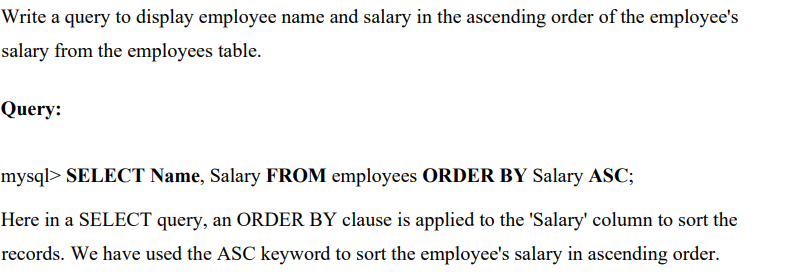 Write a query to display employee name and salary in the ascending order of the employee's
salary from the employees table.
Query:
mysql> SELECT Name, Salary FROM employees ORDER BY Salary ASC;
Here in a SELECT query, an ORDER BY clause is applied to the 'Salary' column to sort the
records. We have used the ASC keyword to sort the employee's salary in ascending order.